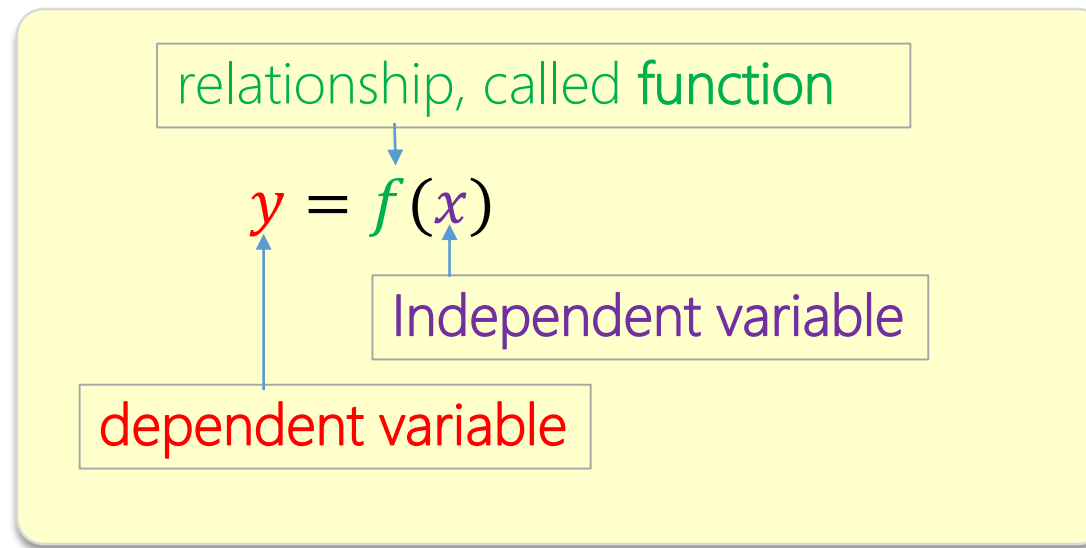 relationship, called function
y = f(x)
Independent variable
dependent variable